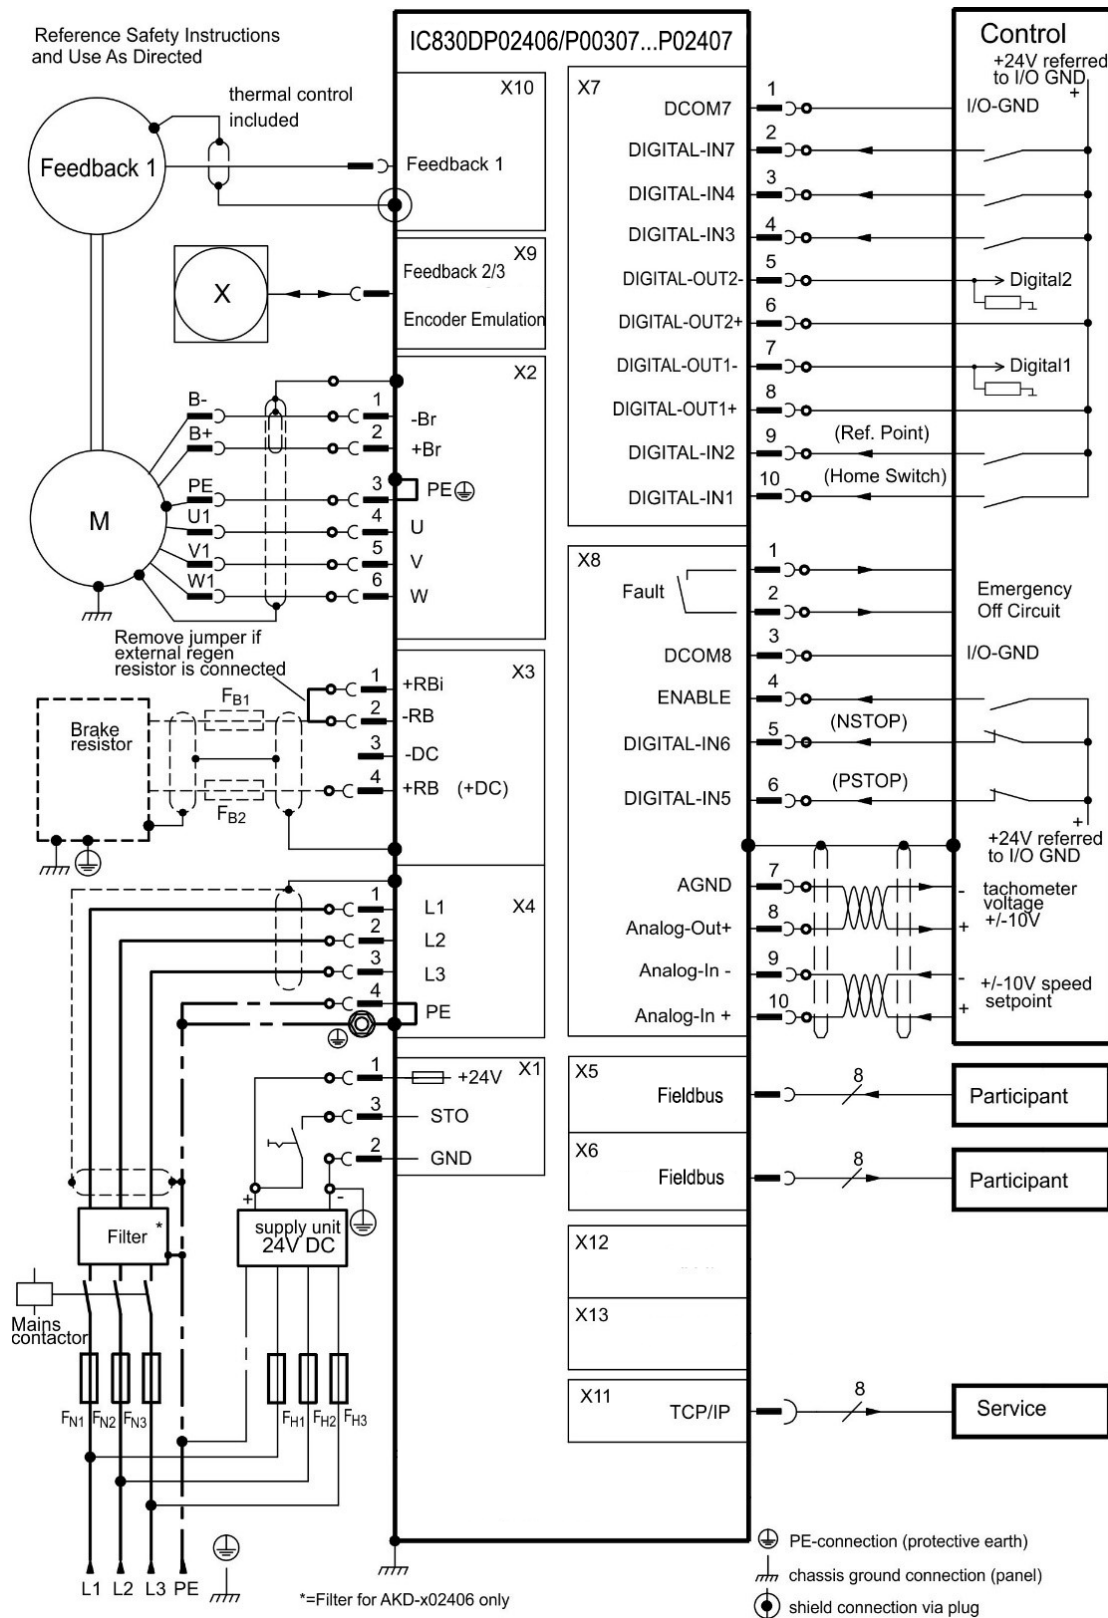 Reference Safety Instructions
and Use As Directed
IC830DP02406/P00307...P02407
Control
+24V referred
to I/O GND
+
thermal control
included
Feedback 1
X10
Feedback 1
X9
Feedback 2/3
Encoder Emulation
X
X2
B-
1
-Br
B+
2
+Br
PE
3
PE
U1
4
U
V1
5
V
W1
6
W
M
Remove jumper if
external regen
resistor is connected
X3
1
+RBi
FB1
2
-RB
Brake
resistor
3
-DC
4
+RB (+DC)
FB2
X4
1
L1
2
L2
3
L3
4
PE
X1
1
+24V
3
STO
2
GND
+
-
supply unit
24V DC
Filter *
Mains
contactor
FN1
FN2
FN3
FH1
FH2
FH3
L1
L2
L3
PE
*=Filter for AKD-x02406 only
X7
DCOM7
1
I/O-GND
DIGITAL-IN7
2
DIGITAL-IN4
3
DIGITAL-IN3
4
DIGITAL-OUT2-
5
Digital2
DIGITAL-OUT2+
6
DIGITAL-OUT1-
7
Digital1
DIGITAL-OUT1+
8
DIGITAL-IN2
9
(Ref. Point)
DIGITAL-IN1
10
(Home Switch)
X8
Fault
1
2
Emergency
Off Circuit
DCOM8
3
I/O-GND
ENABLE
4
DIGITAL-IN6
5
(NSTOP)
DIGITAL-IN5
6
(PSTOP)
+
+24V referred
to I/O GND
AGND
7
-
Analog-Out+
8
+
tachometer
voltage
+/-10V
Analog-In -
9
-
Analog-In +
10
+
+/-10V speed
setpoint
X5
Fieldbus
8
Participant
X6
Fieldbus
8
Participant
X12
X13
X11
TCP/IP
8
Service
PE-connection (protective earth)
chassis ground connection (panel)
shield connection via plug